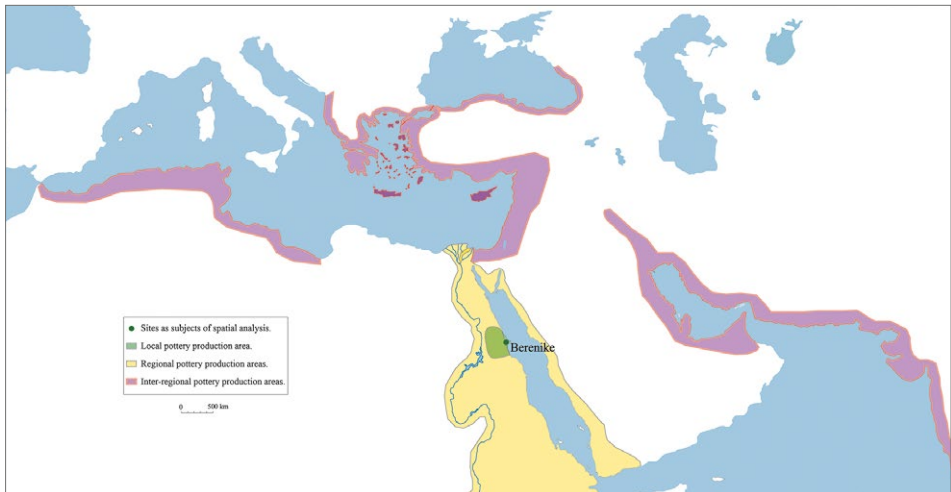 Berenike
Sites as subjects of spatial analysis.
Local pottery production area.
Regional pottery production areas.
Inter-regional pottery production areas.
0 500 km